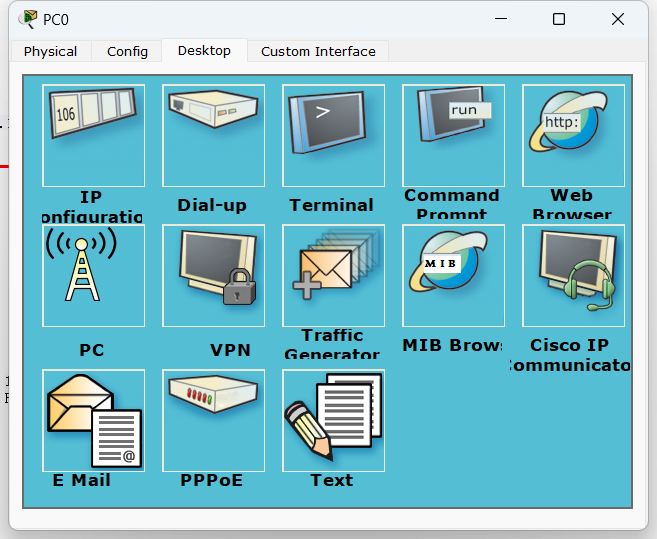 PC0
Physical Config Desktop Custom Interface
106
>
run
http:
IP
onfiguratio
Dial-up
Terminal
Command
Prompt
Web
Browser
MIB
PC
VPN
Traffic
Generator
MIB Brows
Cisco IP
Communicato
@
E Mail
PPPoE
Text